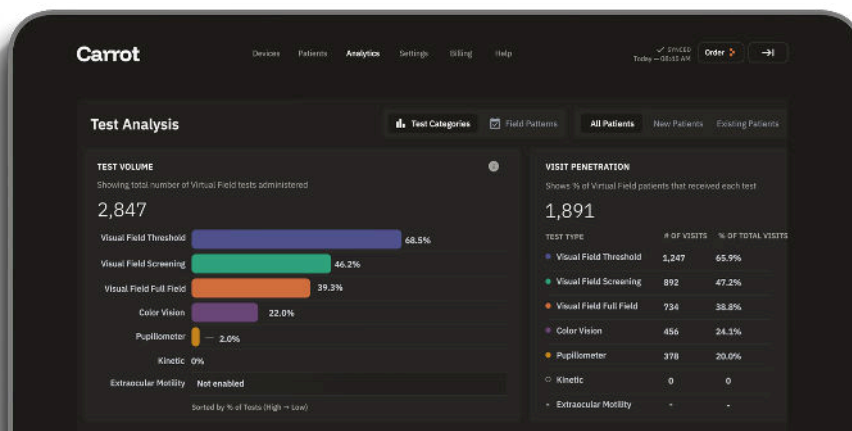 Carrot
Devices Patients Analytics Settings Billing Help
SYNCED
Today — 08:45 AM
Order
Test Analysis
Test Categories Field Patterns
All Patients New Patients Existing Patients
TEST VOLUME
Showing total number of Virtual Field tests administered
2,847
Visual Field Threshold 68.5%
Visual Field Screening 46.2%
Visual Field Full Field 39.3%
Color Vision 22.0%
Pupillometer — 2.0%
Kinetic 0%
Extraocular Motility Not enabled
Sorted by % of Tests (High → Low)
VISIT PENETRATION
Shows % of Virtual Field patients that received each test
1,891
TEST TYPE # OF VISITS % OF TOTAL VISITS
Visual Field Threshold 1,247 65.9%
Visual Field Screening 892 47.2%
Visual Field Full Field 734 38.8%
Color Vision 456 24.1%
Pupillometer 378 20.0%
Kinetic 0 0
Extraocular Motility - -